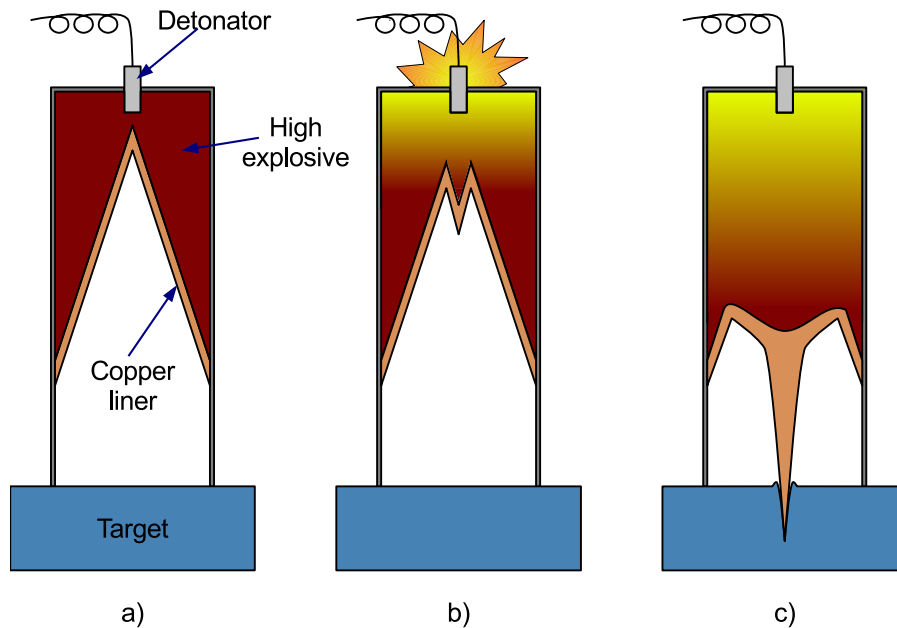 Detonator
High
explosive
Copper
liner
Target
a)
b)
c)